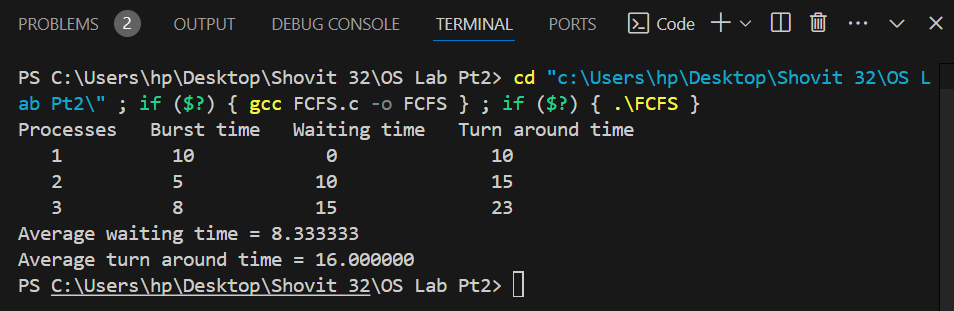 PROBLEMS 2 OUTPUT DEBUG CONSOLE TERMINAL PORTS Code
PS C:\Users\hp\Desktop\Shovit 32\OS Lab Pt2> cd "c:\Users\hp\Desktop\Shovit 32\OS L
ab Pt2\" ; if ($?) { gcc FCFS.c -o FCFS } ; if ($?) { .\FCFS }
Processes Burst time Waiting time Turn around time
1 10 0 10
2 5 10 15
3 8 15 23
Average waiting time = 8.333333
Average turn around time = 16.000000
PS C:\Users\hp\Desktop\Shovit 32\OS Lab Pt2>